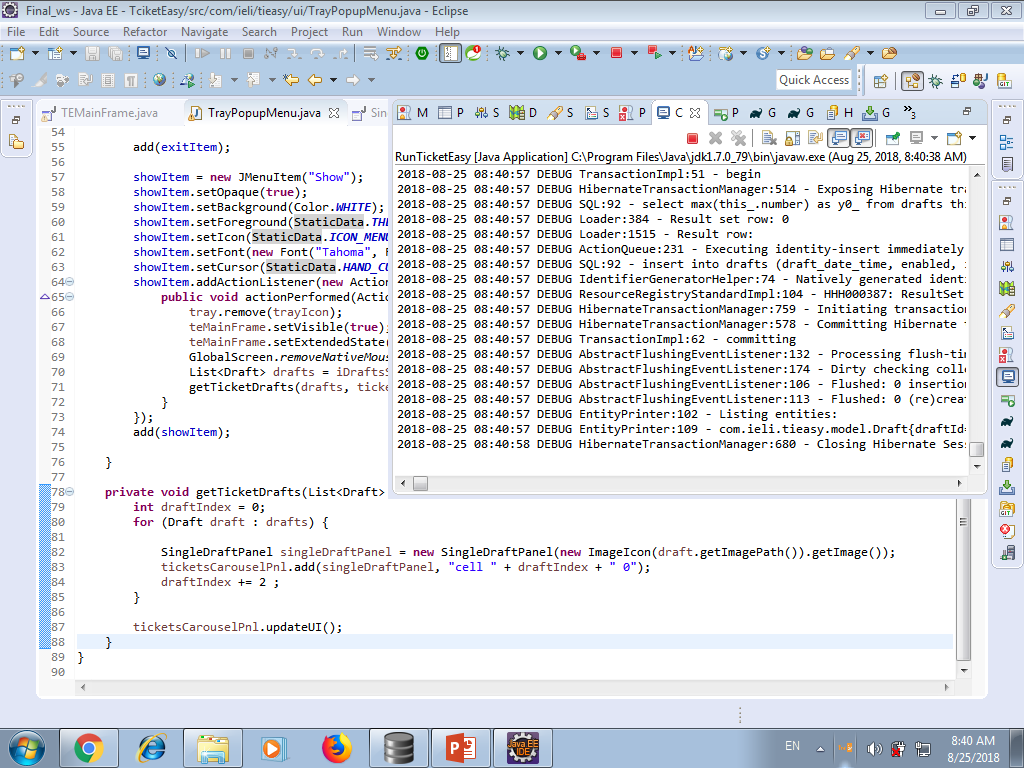 Final_ws - Java EE - TciketEasy/src/com/ieli/tieasy/ui/TrayPopupMenu.java - Eclipse
File Edit Source Refactor Navigate Search Project Run Window Help
Quick Access
TEMainFrame.java TrayPopupMenu.java Sin
M P S D S S P C P G G H G »3
RunTicketEasy [Java Application] C:\Program Files\Java\jdk1.7.0_79\bin\javaw.exe (Aug 25, 2018, 8:40:38 AM)
2018-08-25 08:40:57 DEBUG TransactionImpl:51 - begin
2018-08-25 08:40:57 DEBUG HibernateTransactionManager:514 - Exposing Hibernate tra
2018-08-25 08:40:57 DEBUG SQL:92 - select max(this_.number) as y0_ from drafts thi
2018-08-25 08:40:57 DEBUG Loader:384 - Result set row: 0
2018-08-25 08:40:57 DEBUG Loader:1515 - Result row:
2018-08-25 08:40:57 DEBUG ActionQueue:231 - Executing identity-insert immediately
2018-08-25 08:40:57 DEBUG SQL:92 - insert into drafts (draft_date_time, enabled, i
2018-08-25 08:40:57 DEBUG IdentifierGeneratorHelper:74 - Natively generated identi
2018-08-25 08:40:57 DEBUG ResourceRegistryStandardImpl:104 - HHH000387: ResultSet
2018-08-25 08:40:57 DEBUG HibernateTransactionManager:759 - Initiating transaction
2018-08-25 08:40:57 DEBUG HibernateTransactionManager:578 - Committing Hibernate t
2018-08-25 08:40:57 DEBUG TransactionImpl:62 - committing
2018-08-25 08:40:57 DEBUG AbstractFlushingEventListener:132 - Processing flush-tim
2018-08-25 08:40:57 DEBUG AbstractFlushingEventListener:174 - Dirty checking colle
2018-08-25 08:40:57 DEBUG AbstractFlushingEventListener:106 - Flushed: 0 insertion
2018-08-25 08:40:57 DEBUG AbstractFlushingEventListener:113 - Flushed: 0 (re)creat
2018-08-25 08:40:57 DEBUG EntityPrinter:102 - Listing entities:
2018-08-25 08:40:57 DEBUG EntityPrinter:109 - com.ieli.tieasy.model.Draft{draftId=
2018-08-25 08:40:58 DEBUG HibernateTransactionManager:680 - Closing Hibernate Sess
54
55 add(exitItem);
56
57 showItem = new JMenuItem("Show");
58 showItem.setOpaque(true);
59 showItem.setBackground(Color.WHITE);
60 showItem.setForeground(StaticData.THE
61 showItem.setIcon(StaticData.ICON_MENU
62 showItem.setFont(new Font("Tahoma", F
63 showItem.setCursor(StaticData.HAND_CU
64 showItem.addActionListener(new Action
65 public void actionPerformed(Actio
66 tray.remove(trayIcon);
67 teMainFrame.setVisible(true);
68 teMainFrame.setExtendedState(
69 GlobalScreen.removeNativeMous
70 List<Draft> drafts = iDraftsS
71 getTicketDrafts(drafts, ticke
72 }
73 });
74 add(showItem);
75
76 }
77
78 private void getTicketDrafts(List<Draft>
79 int draftIndex = 0;
80 for (Draft draft : drafts) {
81
82 SingleDraftPanel singleDraftPanel = new SingleDraftPanel(new ImageIcon(draft.getImagePath()).getImage());
83 ticketsCarouselPnl.add(singleDraftPanel, "cell " + draftIndex + " 0");
84 draftIndex += 2 ;
85 }
86
87 ticketsCarouselPnl.updateUI();
88 }
89 }
90
EN
8:40 AM
8/25/2018